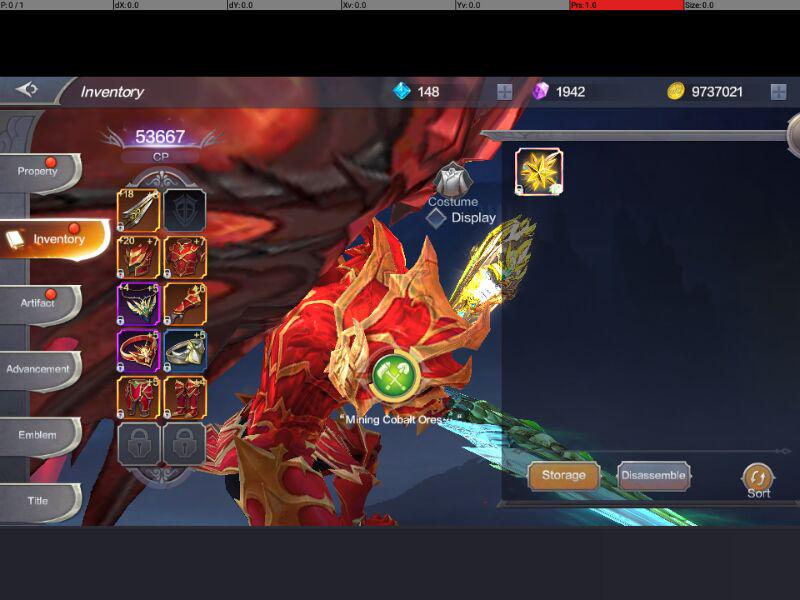 P: 0 / 1 dX: 0.0 dY: 0.0 Xv: 0.0 Yv: 0.0 Prs: 1.0 Size: 0.0
Inventory 148 1942 9737021
53667
CP
Property
Inventory
Artifact
Advancement
Emblem
Title
Costume
Display
"Mining Cobalt Ores~"
Storage Disassemble
Sort